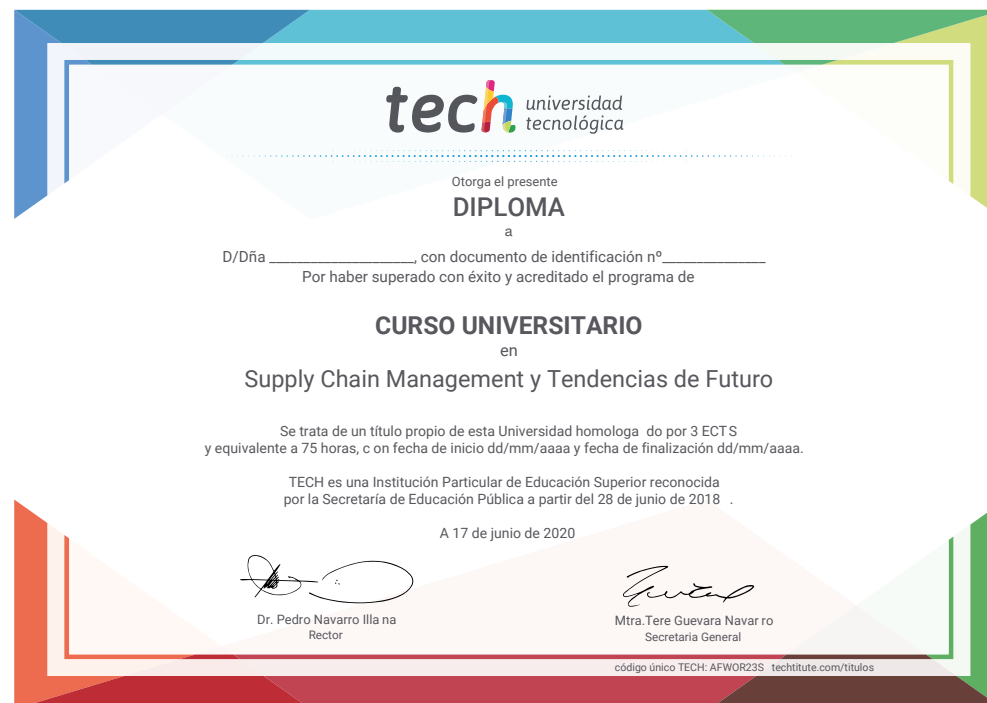 tech universidad
tecnológica
Otorga el presente
DIPLOMA
a
D/Dña ______________________, con documento de identificación nº________________
Por haber superado con éxito y acreditado el programa de
CURSO UNIVERSITARIO
en
Supply Chain Management y Tendencias de Futuro
Se trata de un título propio de esta Universidad homologa do por 3 ECTS
y equivalente a 75 horas, c on fecha de inicio dd/mm/aaaa y fecha de finalización dd/mm/aaaa.
TECH es una Institución Particular de Educación Superior reconocida
por la Secretaría de Educación Pública a partir del 28 de junio de 2018 .
A 17 de junio de 2020
Dr. Pedro Navarro Illa na
Rector
Mtra.Tere Guevara Navar ro
Secretaria General
código único TECH: AFWOR23S techtitute.com/titulos